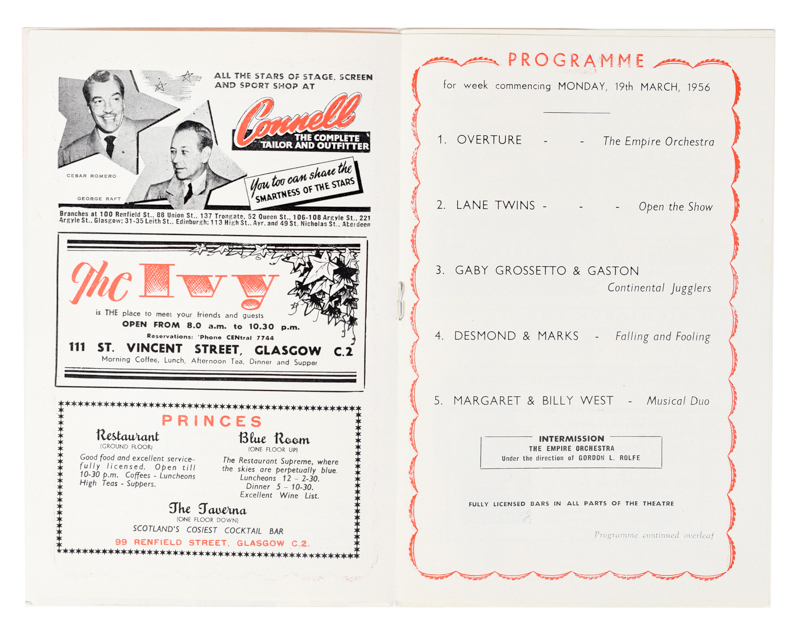 ALL THE STARS OF STAGE, SCREEN
AND SPORT SHOP AT
Connell
THE COMPLETE
TAILOR AND OUTFITTER
CESAR ROMERO
GEORGE RAFT
You too can share the
SMARTNESS OF THE STARS
Branches at 100 Renfield St., 86 Union St., 137 Trongate, 52 Queen St., 106-108 Argyle St., 221
Argyle St., Glasgow; 31-35 Leith St., Edinburgh; 113 High St., Ayr, and 49 St. Nicholas St., Aberdeen
The Ivy
is THE place to meet your friends and guests
OPEN FROM 8.0 a.m. to 10.30 p.m.
Reservations: 'Phone CENtral 7744
111 ST. VINCENT STREET, GLASGOW C.2
Morning Coffee, Lunch, Afternoon Tea, Dinner and Supper
PRINCES
Restaurant
(GROUND FLOOR)
Good food and excellent service-
fully licensed. Open till
10-30 p.m. Coffees - Luncheons
High Teas - Suppers.
Blue Room
(ONE FLOOR UP)
The Restaurant Supreme, where
the skies are perpetually blue.
Luncheons 12 - 2-30.
Dinner 5 - 10-30.
Excellent Wine List.
The Taverna
(ONE FLOOR DOWN)
SCOTLAND'S COSIEST COCKTAIL BAR
99 RENFIELD STREET, GLASGOW C.2.
PROGRAMME
for week commencing MONDAY, 19th MARCH, 1956
1. OVERTURE - - The Empire Orchestra
2. LANE TWINS - - - Open the Show
3. GABY GROSSETO & GASTON
Continental Jugglers
4. DESMOND & MARKS - Falling and Fooling
5. MARGARET & BILLY WEST - Musical Duo
INTERMISSION
THE EMPIRE ORCHESTRA
Under the direction of GORDON L. ROLFE
FULLY LICENSED BARS IN ALL PARTS OF THE THEATRE
Programme continued overleaf